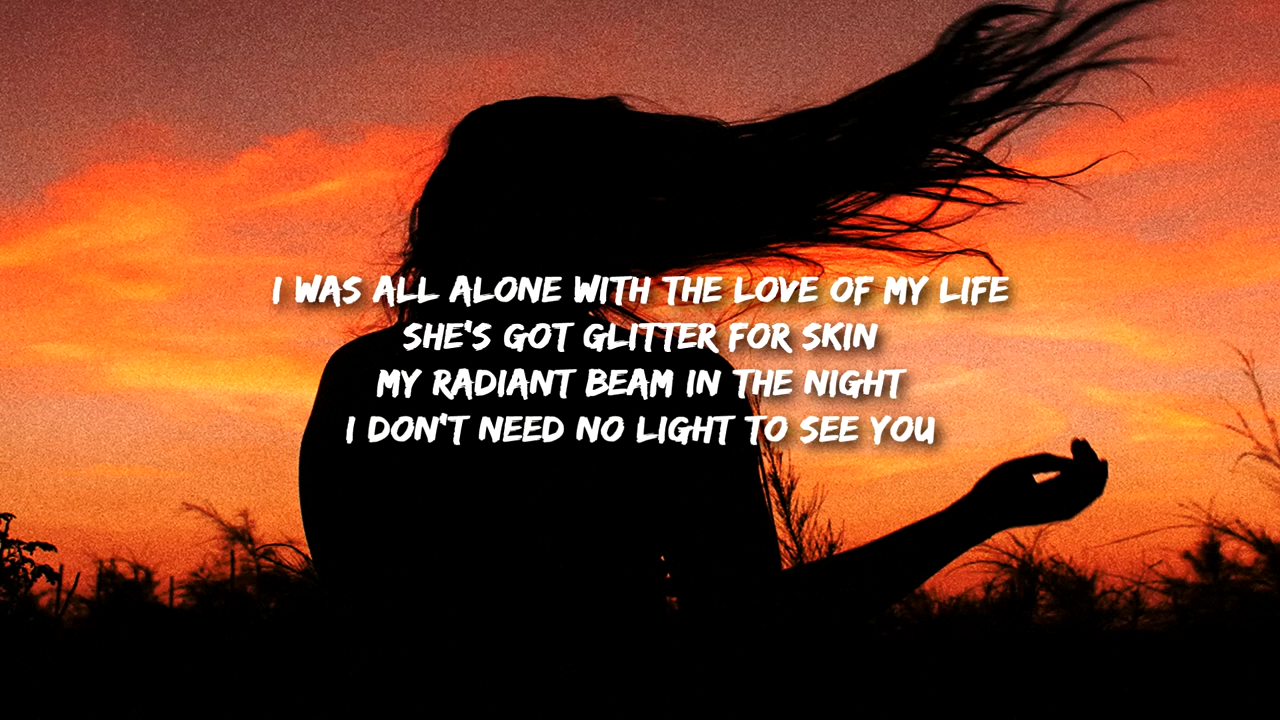 I WAS ALL ALONE WITH THE LOVE OF MY LIFE
SHE'S GOT GLITTER FOR SKIN
MY RADIANT BEAM IN THE NIGHT
I DON'T NEED NO LIGHT TO SEE YOU